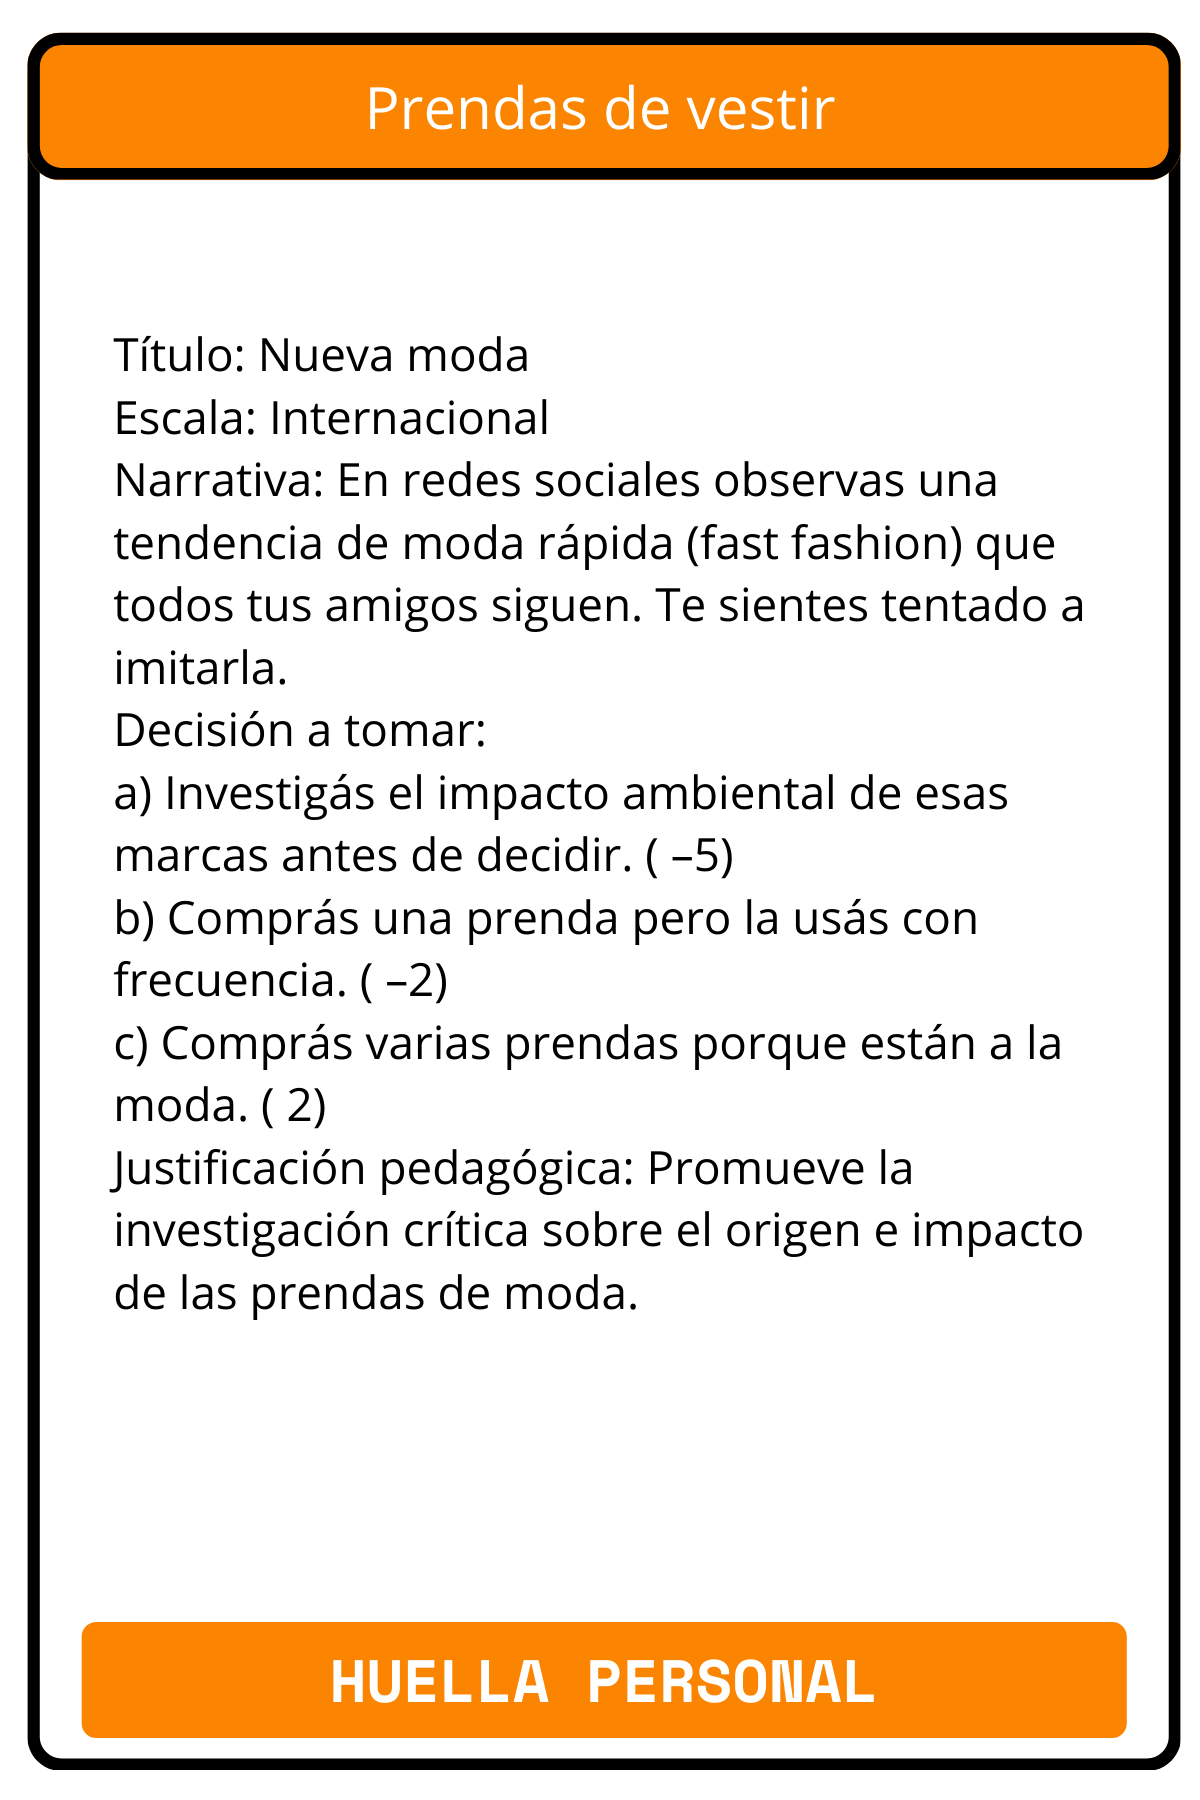 Prendas de vestir
Título: Nueva moda
Escala: Internacional
Narrativa: En redes sociales observas una
tendencia de moda rápida (fast fashion) que
todos tus amigos siguen. Te sientes tentado a
imitarla.
Decisión a tomar:
a) Investigás el impacto ambiental de esas
marcas antes de decidir. ( –5)
b) Comprás una prenda pero la usás con
frecuencia. ( –2)
c) Comprás varias prendas porque están a la
moda. ( 2)
Justificación pedagógica: Promueve la
investigación crítica sobre el origen e impacto
de las prendas de moda.
HUELLA PERSONAL